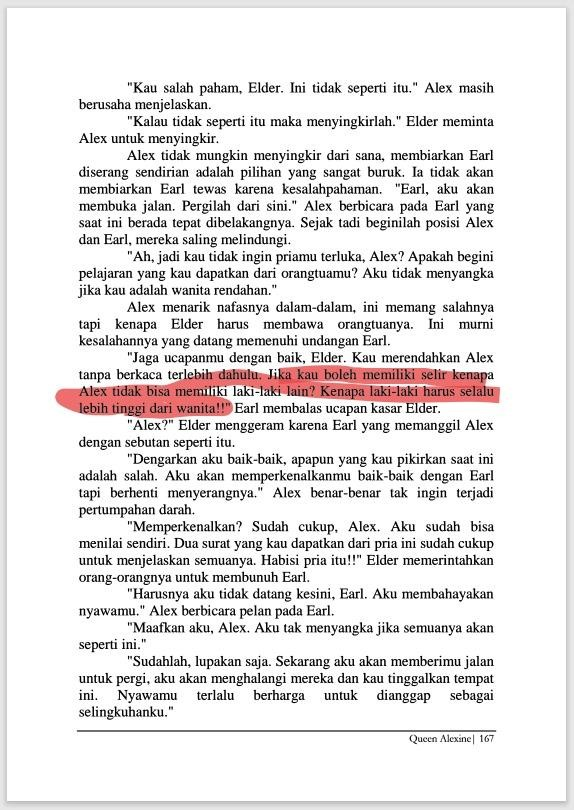 "Kau salah paham, Elder. Ini tidak seperti itu." Alex masih
berusaha menjelaskan.
"Kalau tidak seperti itu maka menyingkirlah." Elder meminta
Alex untuk menyingkir.
Alex tidak mungkin menyingkir dari sana, membiarkan Earl
diserang sendirian adalah pilihan yang sangat buruk. Ia tidak akan
membiarkan Earl tewas karena kesalahpahaman. "Earl, aku akan
membuka jalan. Pergilah dari sini." Alex berbicara pada Earl yang
saat ini berada tepat dibelakangnya. Sejak tadi beginilah posisi Alex
dan Earl, mereka saling melindungi.
"Ah, jadi kau tidak ingin priamu terluka, Alex? Apakah begini
pelajaran yang kau dapatkan dari orangtuamu? Aku tidak menyangka
jika kau adalah wanita rendahan."
Alex menarik nafasnya dalam-dalam, ini memang salahnya
tapi kenapa Elder harus membawa orangtuanya. Ini murni
kesalahannya yang datang memenuhi undangan Earl.
"Jaga ucapanmu dengan baik, Elder. Kau merendahkan Alex
tanpa berkaca terlebih dahulu. Jika kau boleh memiliki selir kenapa
Alex tidak bisa memiliki laki-laki lain? Kenapa laki-laki harus selalu
lebih tinggi dari wanita!!" Earl membalas ucapan kasar Elder.
"Alex?" Elder menggeram karena Earl yang memanggil Alex
dengan sebutan seperti itu.
"Dengarkan aku baik-baik, apapun yang kau pikirkan saat ini
adalah salah. Aku akan memperkenalkanmu baik-baik dengan Earl
tapi berhenti menyerangnya." Alex benar-benar tak ingin terjadi
pertumpahan darah.
"Memperkenalkan? Sudah cukup, Alex. Aku sudah bisa
menilai sendiri. Dua surat yang kau dapatkan dari pria ini sudah cukup
untuk menjelaskan semuanya. Habisi pria itu!!" Elder memerintahkan
orang-orangnya untuk membunuh Earl.
"Harusnya aku tidak datang kesini, Earl. Aku membahayakan
nyawamu." Alex berbicara pelan pada Earl.
"Maafkan aku, Alex. Aku tak menyangka jika semuanya akan
seperti ini."
"Sudahlah, lupakan saja. Sekarang aku akan memberimu jalan
untuk pergi, aku akan menghalangi mereka dan kau tinggalkan tempat
ini. Nyawamu terlalu berharga untuk dianggap sebagai
selingkuhanku."
Queen Alexine| 167